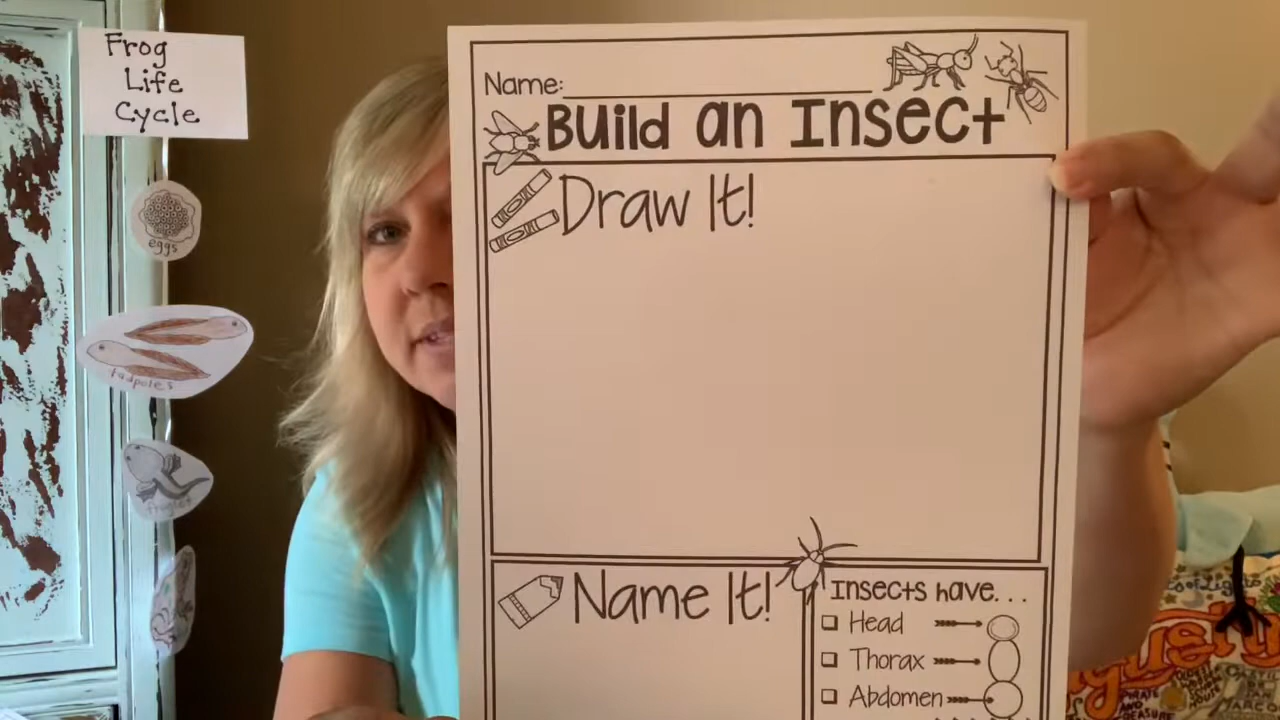 Frog
Life
Cycle
eggs
tadpoles
Name:
Build an Insect
Draw It!
Name It!
Insects have...
Head
Thorax
Abdomen